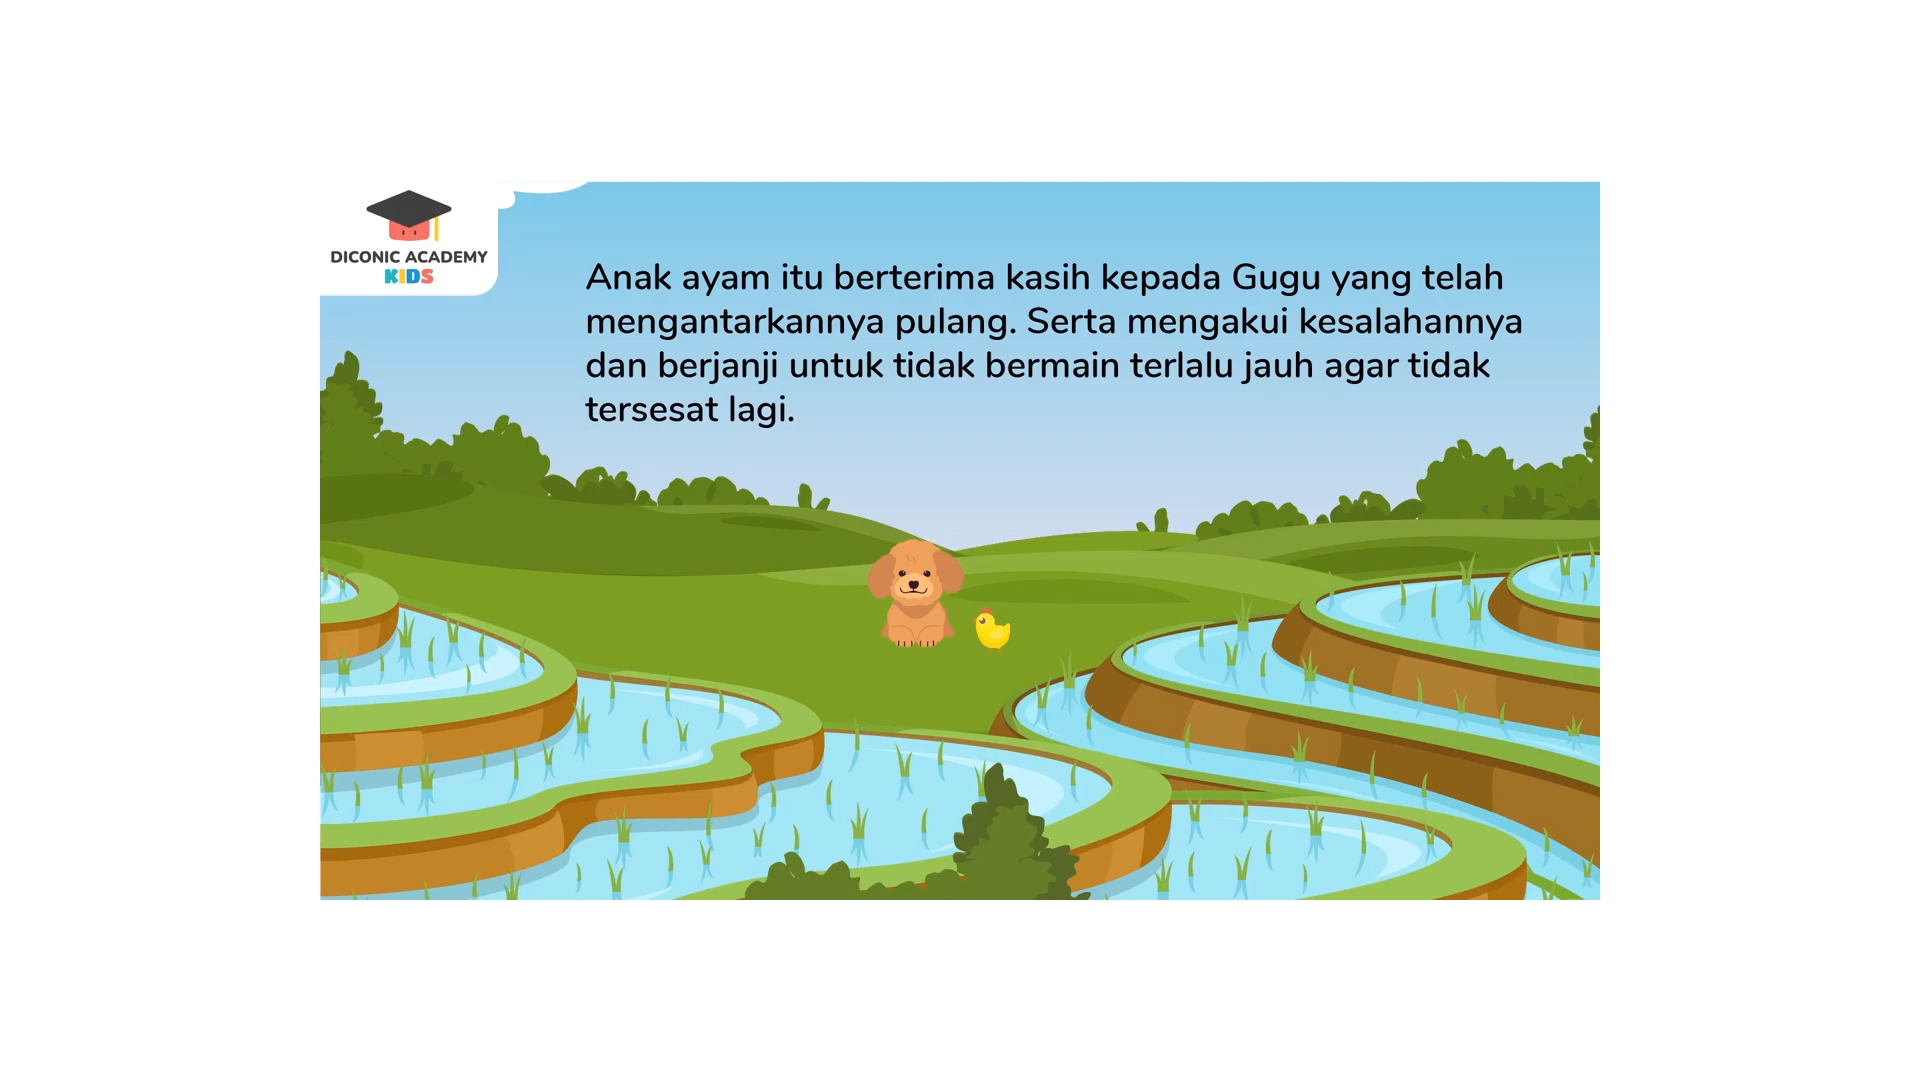 DICONIC ACADEMY
KIDS
Anak ayam itu berterima kasih kepada Gugu yang telah
mengantarkannya pulang. Serta mengakui kesalahannya
dan berjanji untuk tidak bermain terlalu jauh agar tidak
tersesat lagi.